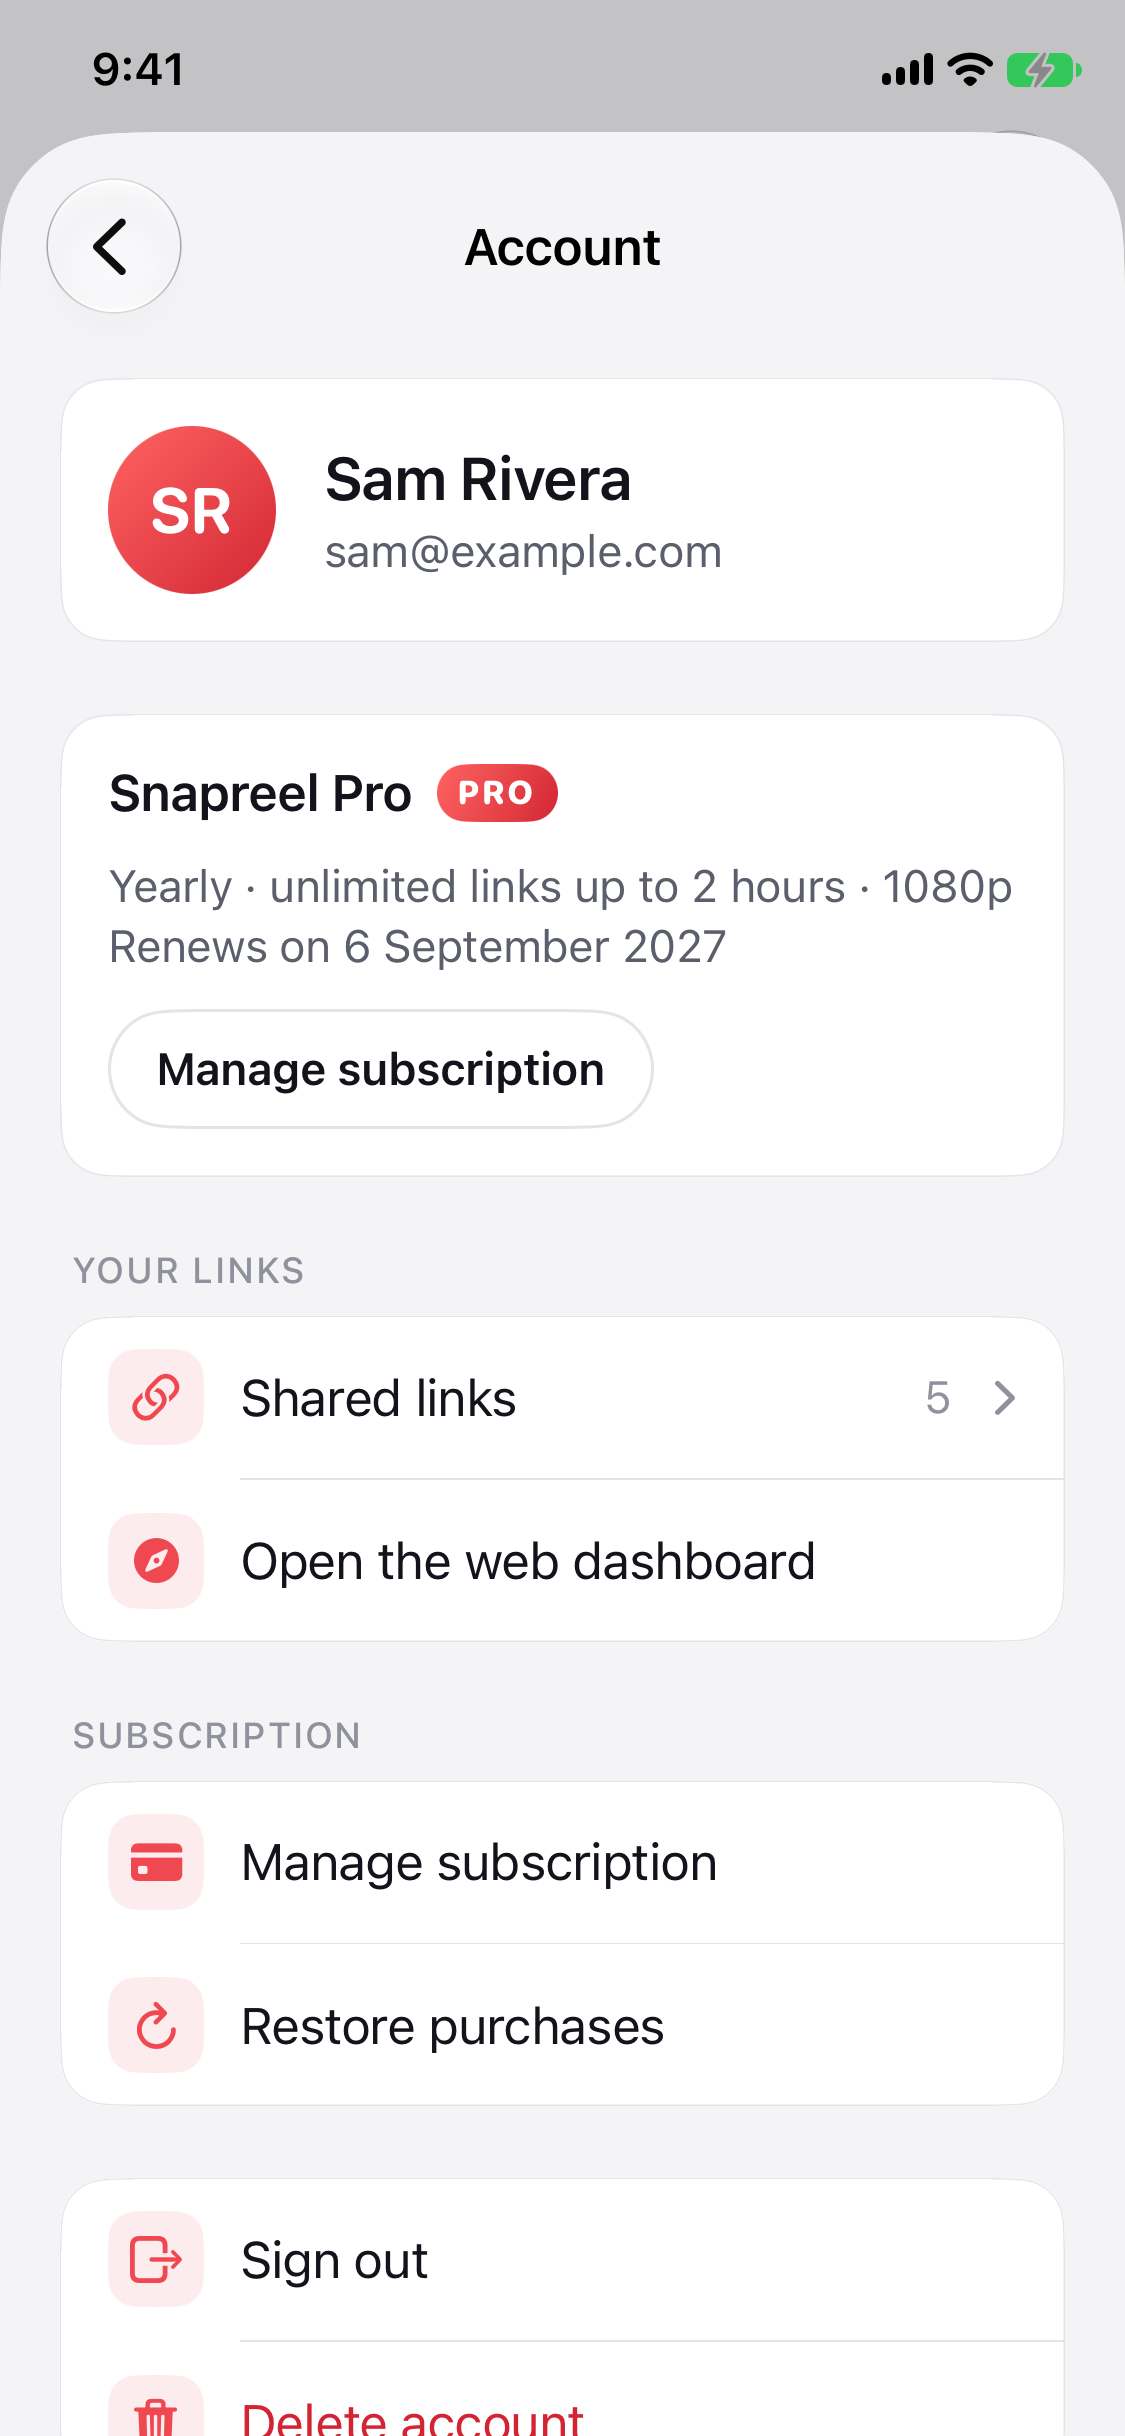 9:41
Account
SR
Sam Rivera
sam@example.com
Snapreel Pro PRO
Yearly · unlimited links up to 2 hours · 1080p
Renews on 6 September 2027
Manage subscription
YOUR LINKS
Shared links 5
Open the web dashboard
SUBSCRIPTION
Manage subscription
Restore purchases
Sign out
Delete account